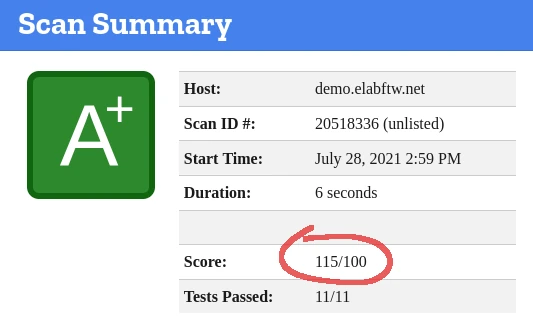 Scan Summary
A+
Host: demo.elabftw.net
Scan ID #: 20518336 (unlisted)
Start Time: July 28, 2021 2:59 PM
Duration: 6 seconds
Score: 115/100
Tests Passed: 11/11